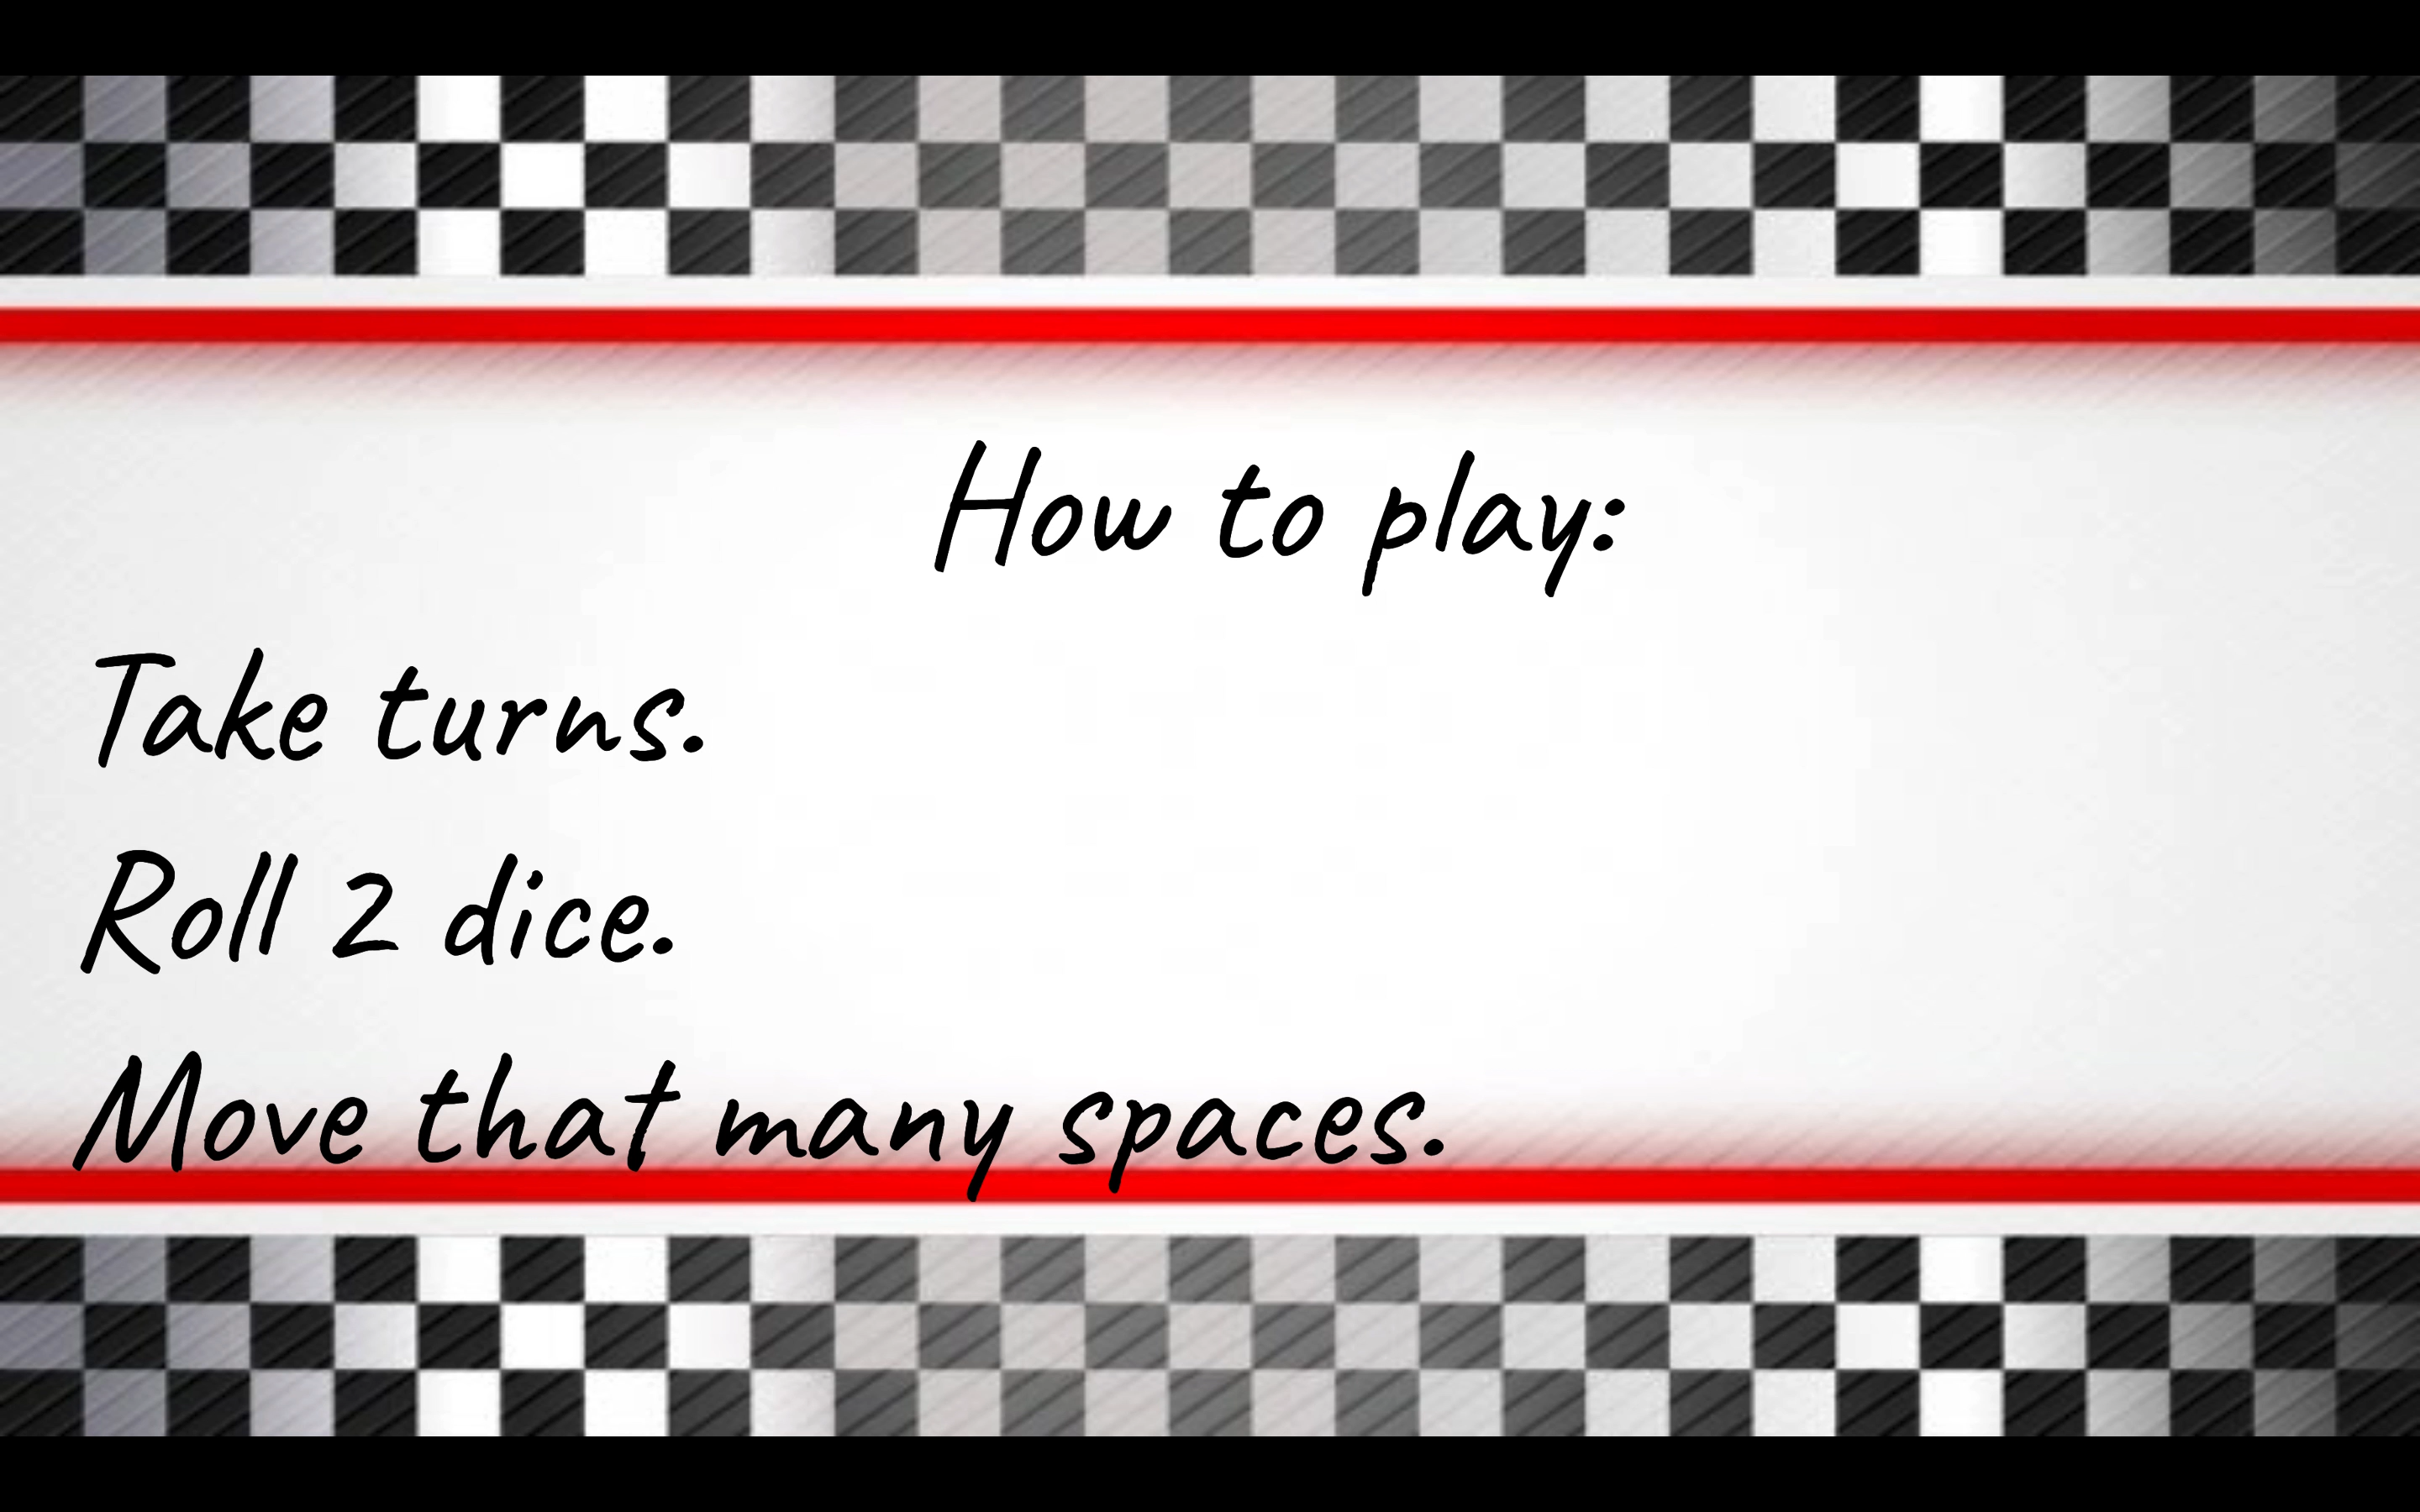 How to play:
Take turns.
Roll 2 dice.
Move that many spaces.